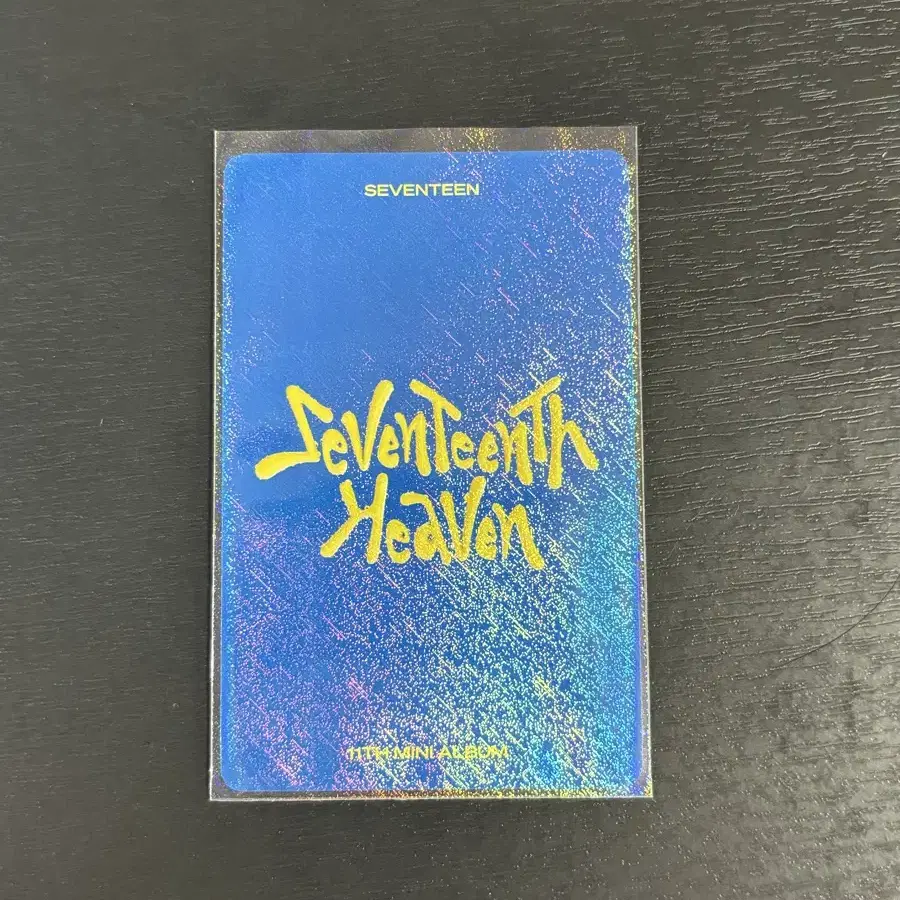 SEVENTEEN
SevenTeenTh
Heaven
11TH MINI ALBUM